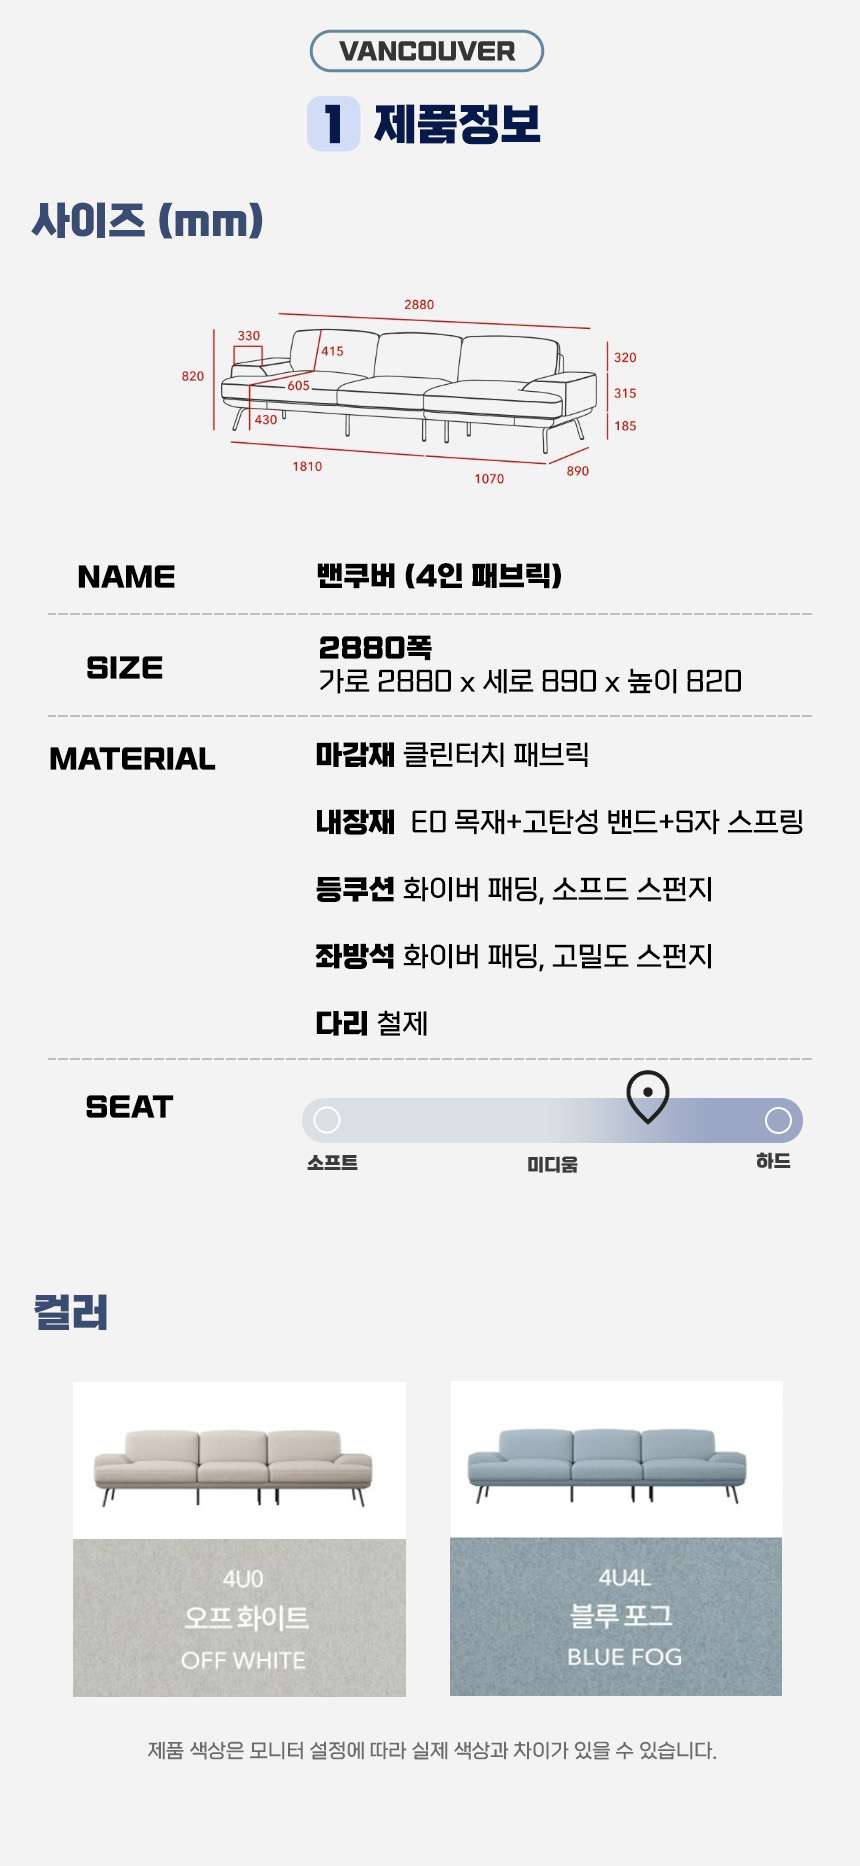 VANCOUVER
1 제품정보
사이즈 (mm)
2880
330
415
320
820
605
315
430
185
1810
1070
890
NAME 밴쿠버 (4인 패브릭)
SIZE 2880폭
가로 2880 x 세로 890 x 높이 820
MATERIAL 마감재 클린터치 패브릭
내장재 E0 목재+고탄성 밴드+S자 스프링
등쿠션 화이버 패딩, 소프드 스펀지
좌방석 화이버 패딩, 고밀도 스펀지
다리 철제
SEAT
소프트 미디움 하드
컬러
4U0
오프 화이트
OFF WHITE
4U4L
블루 포그
BLUE FOG
제품 색상은 모니터 설정에 따라 실제 색상과 차이가 있을 수 있습니다.